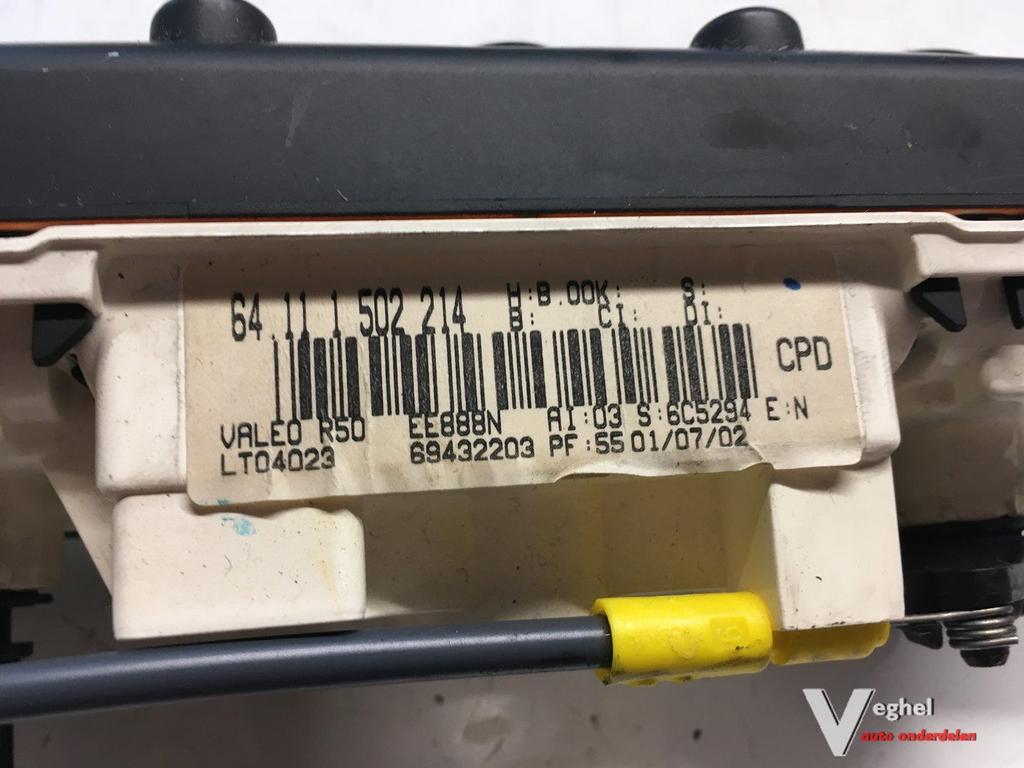 64.11 1 502 214 H:B.00K: S:
B: CI: DI:
CPD
VALEO R50 EE888N AI:03 S:6C5294 E:N
LT04023 69432203 PF:55 01/07/02
Veghel
auto onderdelen